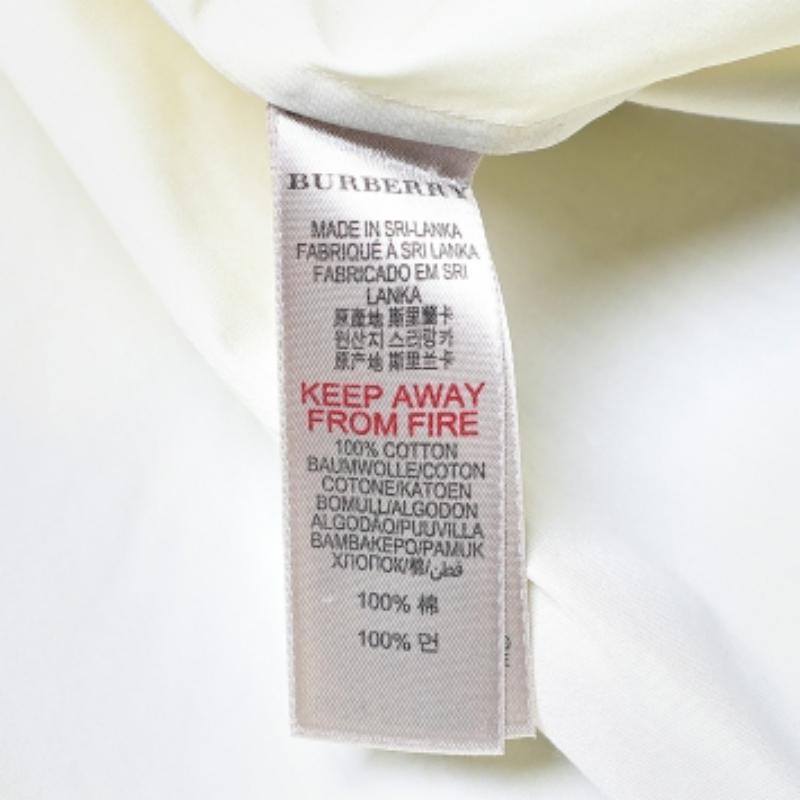 BURBERRY
MADE IN SRI-LANKA
FABRIQUÉ À SRI LANKA
FABRICADO EM SRI
LANKA
原產地 斯里蘭卡
원산지 스리랑카
原产地 斯里兰卡
KEEP AWAY
FROM FIRE
100% COTTON
BAUMWOLLE/COTON
COTONE/KATOEN
BOMULL/ALGODON
ALGODÃO/PUUVILLA
BAMBAKEPO/PAMUK
ХЛОПОК/棉/قطن
100% 棉
100% 면